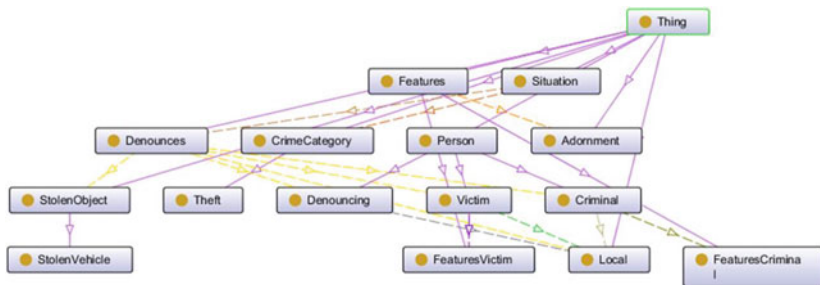 Thing
Features
Situation
Denounces
CrimeCategory
Person
Adornment
StolenObject
Theft
Denouncing
Victim
Criminal
StolenVehicle
FeaturesVictim
Local
FeaturesCrimina
l